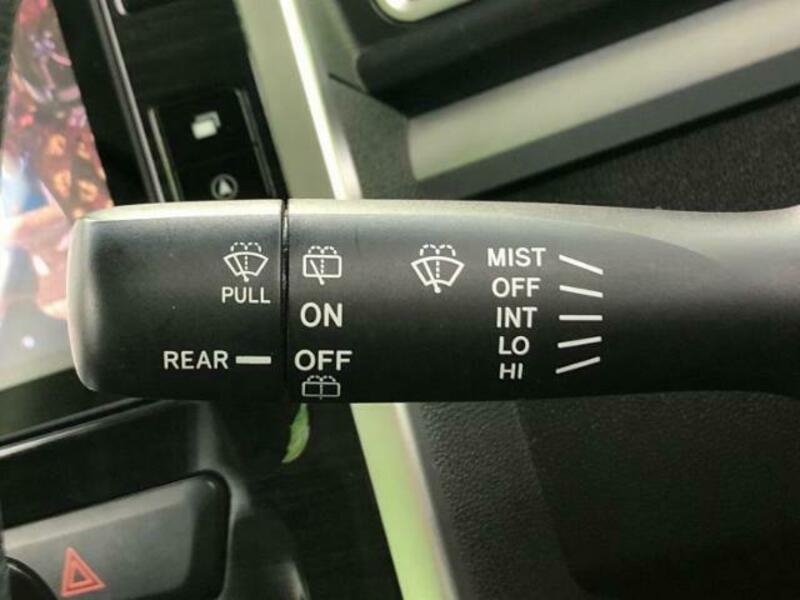 PULL
REAR
ON
OFF
MIST
OFF
INT
LO
HI